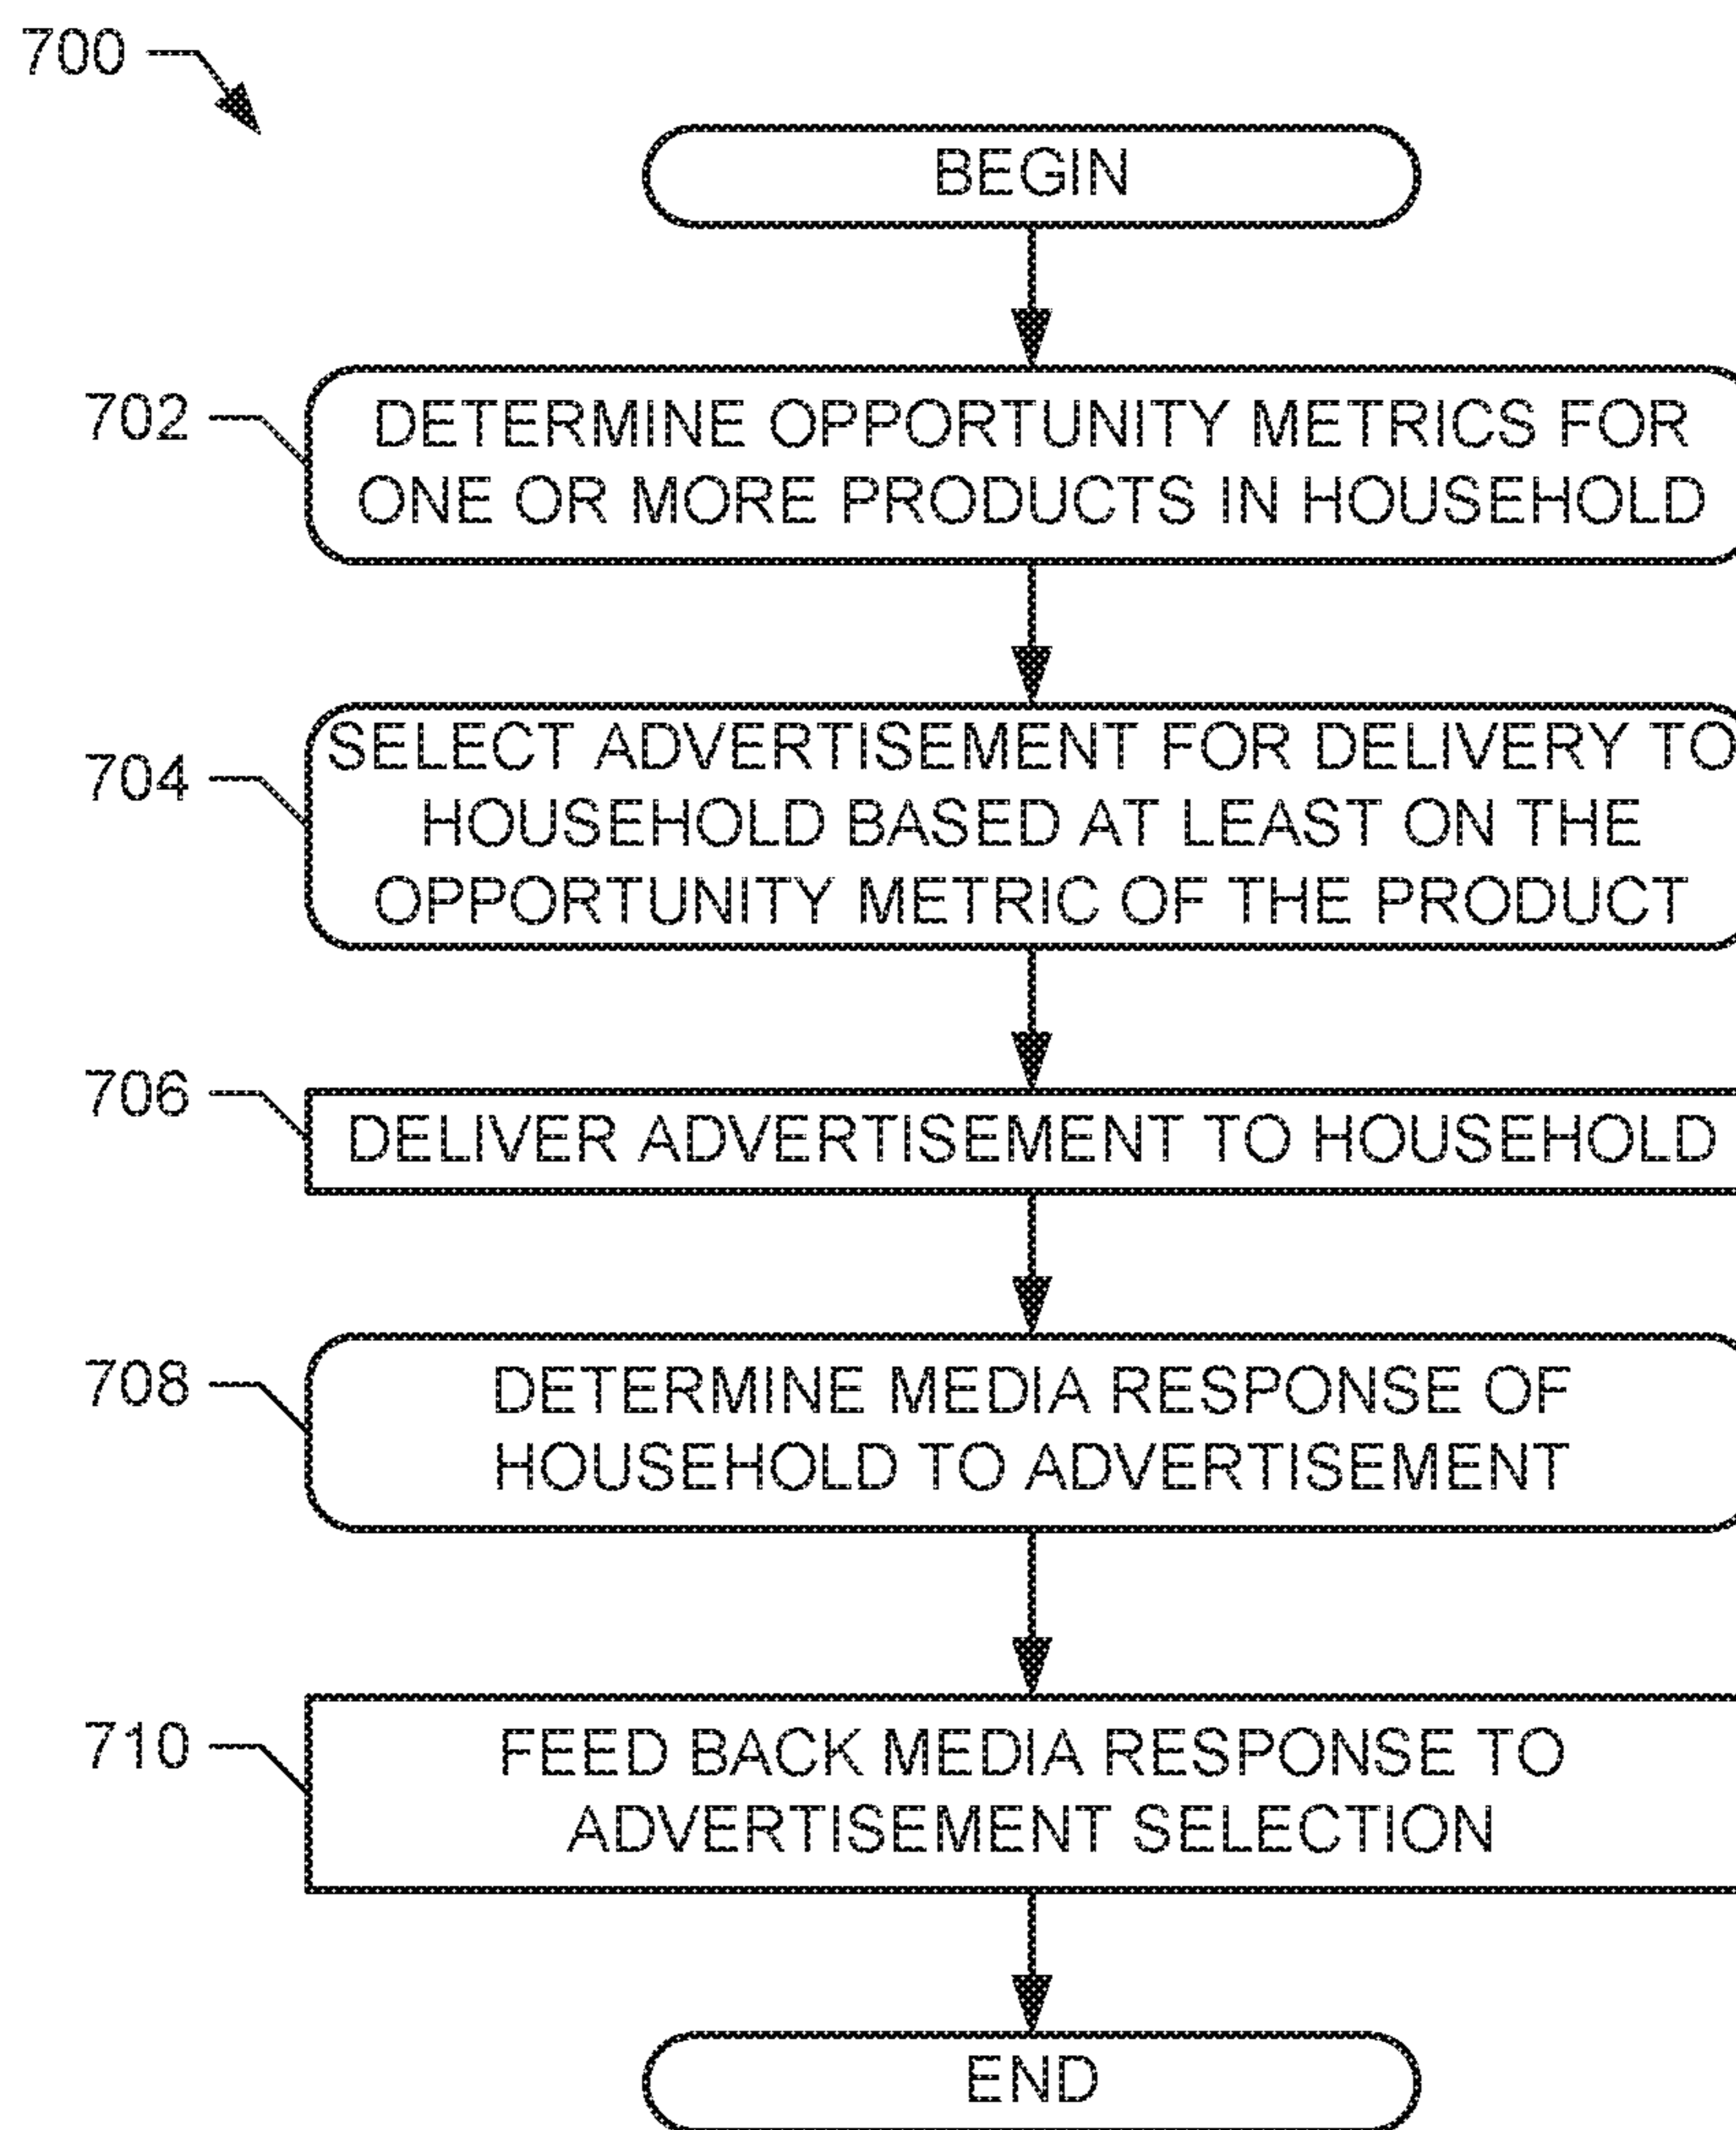 700
BEGIN
702
DETERMINE OPPORTUNITY METRICS FOR
ONE OR MORE PRODUCTS IN HOUSEHOLD
704
SELECT ADVERTISEMENT FOR DELIVERY TO
HOUSEHOLD BASED AT LEAST ON THE
OPPORTUNITY METRIC OF THE PRODUCT
706
DELIVER ADVERTISEMENT TO HOUSEHOLD
708
DETERMINE MEDIA RESPONSE OF
HOUSEHOLD TO ADVERTISEMENT
710
FEED BACK MEDIA RESPONSE TO
ADVERTISEMENT SELECTION
END